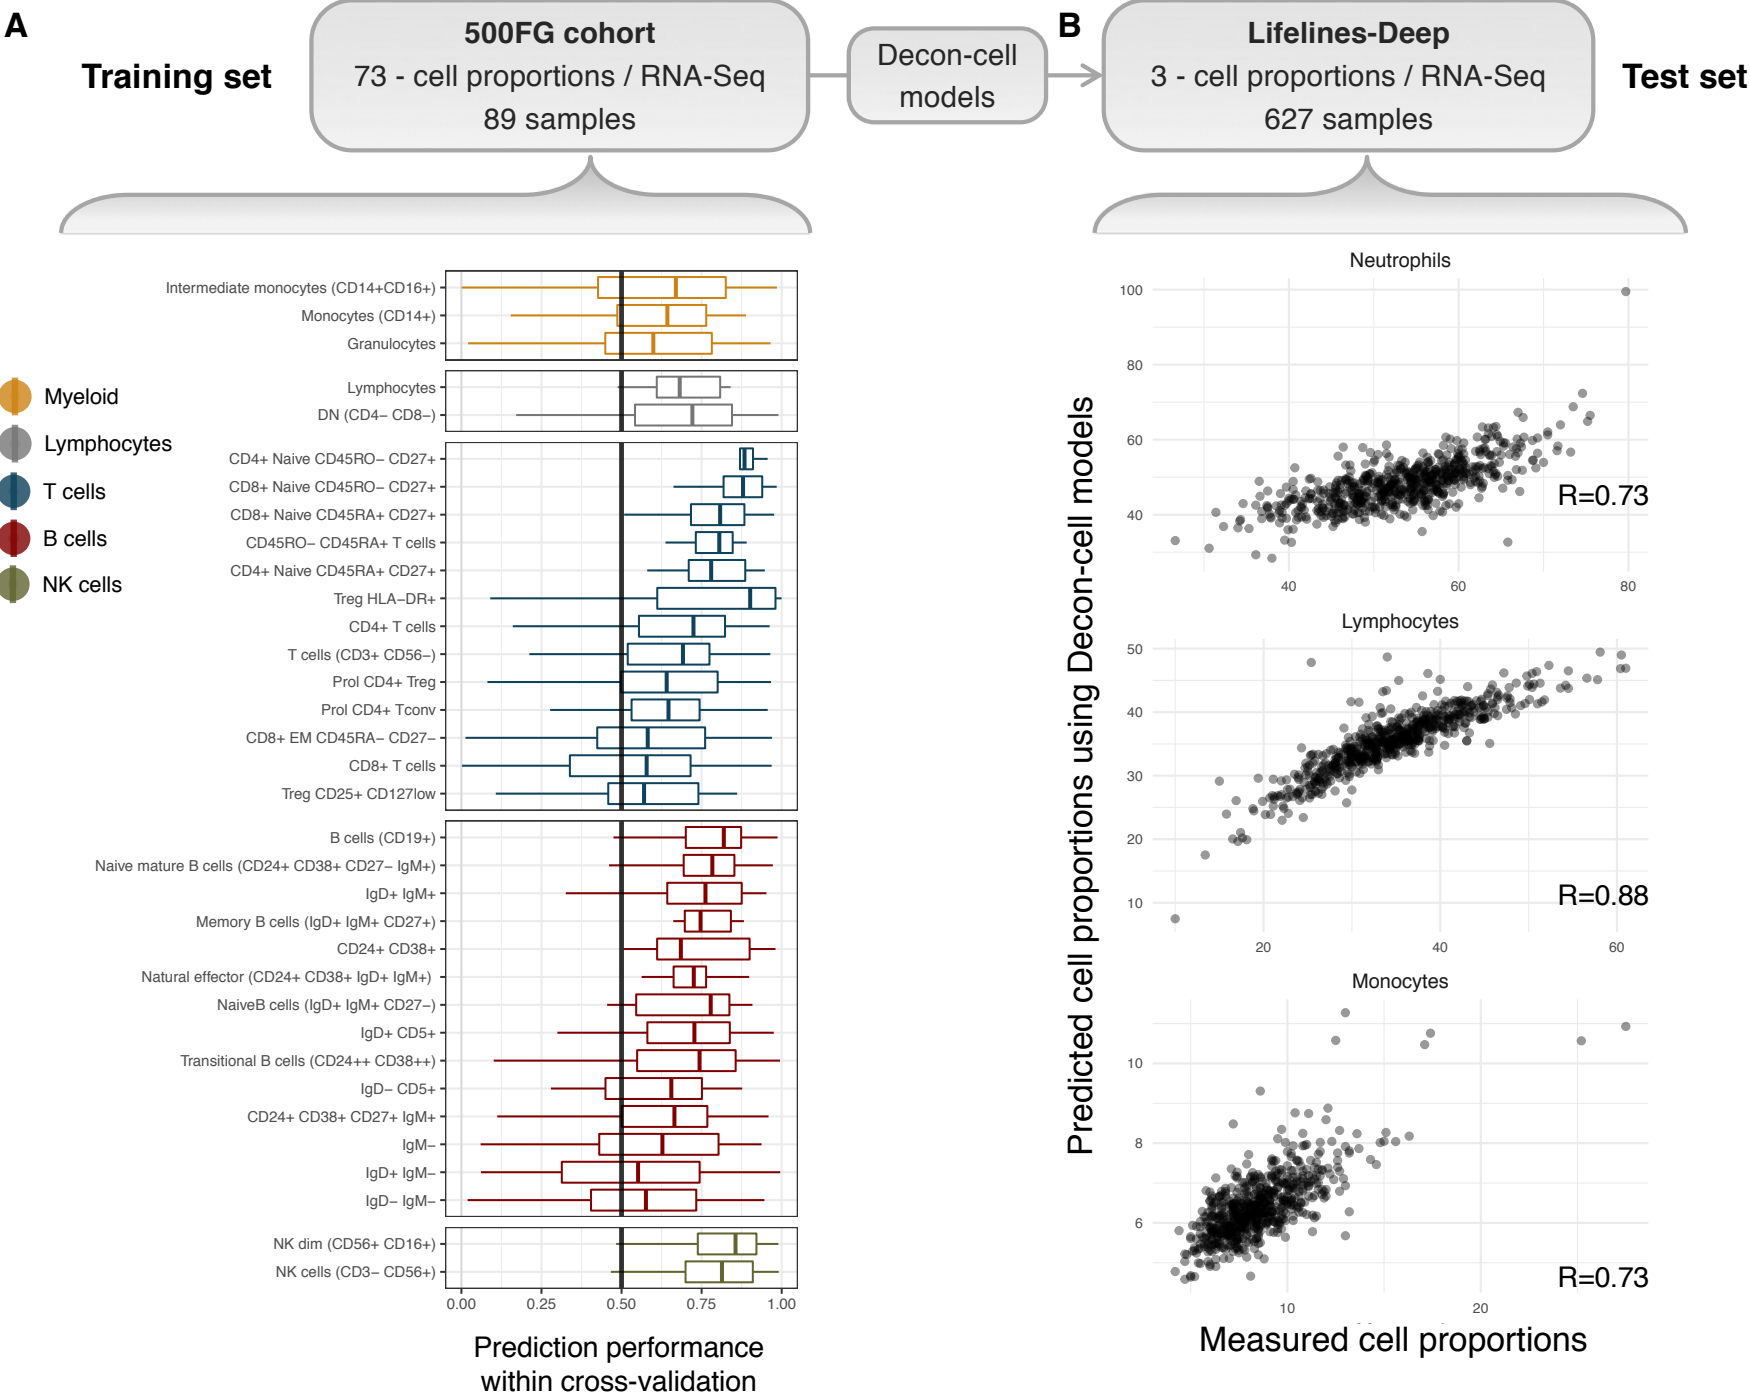 A
Training set
500FG cohort
73 - cell proportions / RNA-Seq
89 samples
Decon-cell
models
B
Lifelines-Deep
3 - cell proportions / RNA-Seq
627 samples
Test set
Myeloid
Lymphocytes
T cells
B cells
NK cells
Intermediate monocytes (CD14+CD16+)
Monocytes (CD14+)
Granulocytes
Lymphocytes
DN (CD4− CD8−)
CD4+ Naive CD45RO− CD27+
CD8+ Naive CD45RO− CD27+
CD8+ Naive CD45RA+ CD27+
CD45RO− CD45RA+ T cells
CD4+ Naive CD45RA+ CD27+
Treg HLA−DR+
CD4+ T cells
T cells (CD3+ CD56−)
Prol CD4+ Treg
Prol CD4+ Tconv
CD8+ EM CD45RA− CD27−
CD8+ T cells
Treg CD25+ CD127low
B cells (CD19+)
Naive mature B cells (CD24+ CD38+ CD27− IgM+)
IgD+ IgM+
Memory B cells (IgD+ IgM+ CD27+)
CD24+ CD38+
Natural effector (CD24+ CD38+ IgD+ IgM+)
NaiveB cells (IgD+ IgM+ CD27−)
IgD+ CD5+
Transitional B cells (CD24++ CD38++)
IgD− CD5+
CD24+ CD38+ CD27+ IgM+
IgM−
IgD+ IgM−
IgD− IgM−
NK dim (CD56+ CD16+)
NK cells (CD3− CD56+)
0.00 0.25 0.50 0.75 1.00
Prediction performance
within cross-validation
Predicted cell proportions using Decon-cell models
Neutrophils
100
80
60
40
R=0.73
40 60 80
Lymphocytes
50
40
30
20
10
R=0.88
20 40 60
Monocytes
10
8
6
R=0.73
10 20
Measured cell proportions